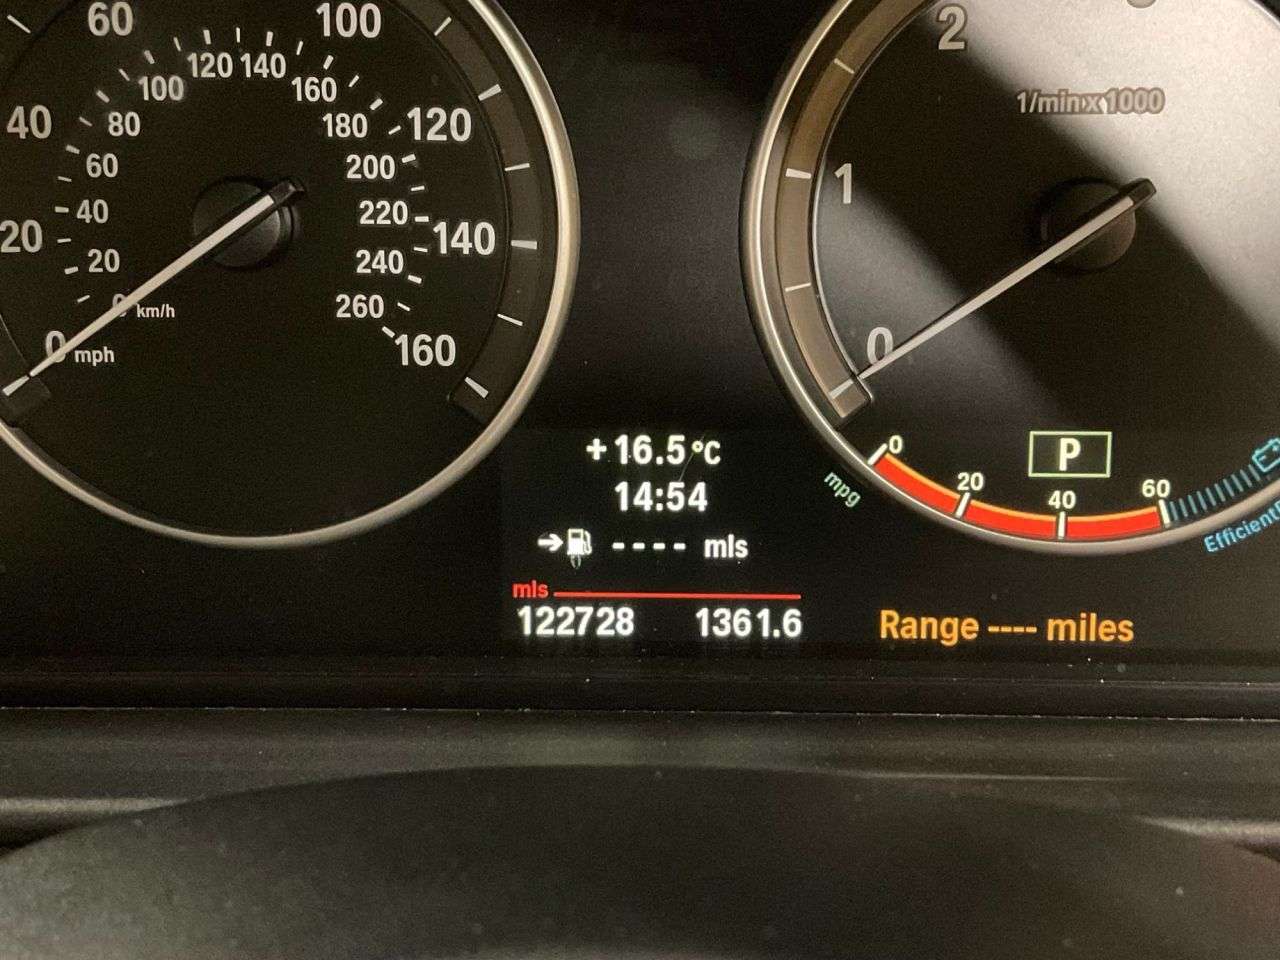 60
100
2
120
140
100
160
1/min x 1000
40
80
180
120
60
200
1
20
40
220
140
20
240
0 km/h
260
0 mph
160
0
+16.5°C
0
P
mpg
20
40
60
14:54
Efficient
---- mls
mls
122728 1361.6
Range ---- miles